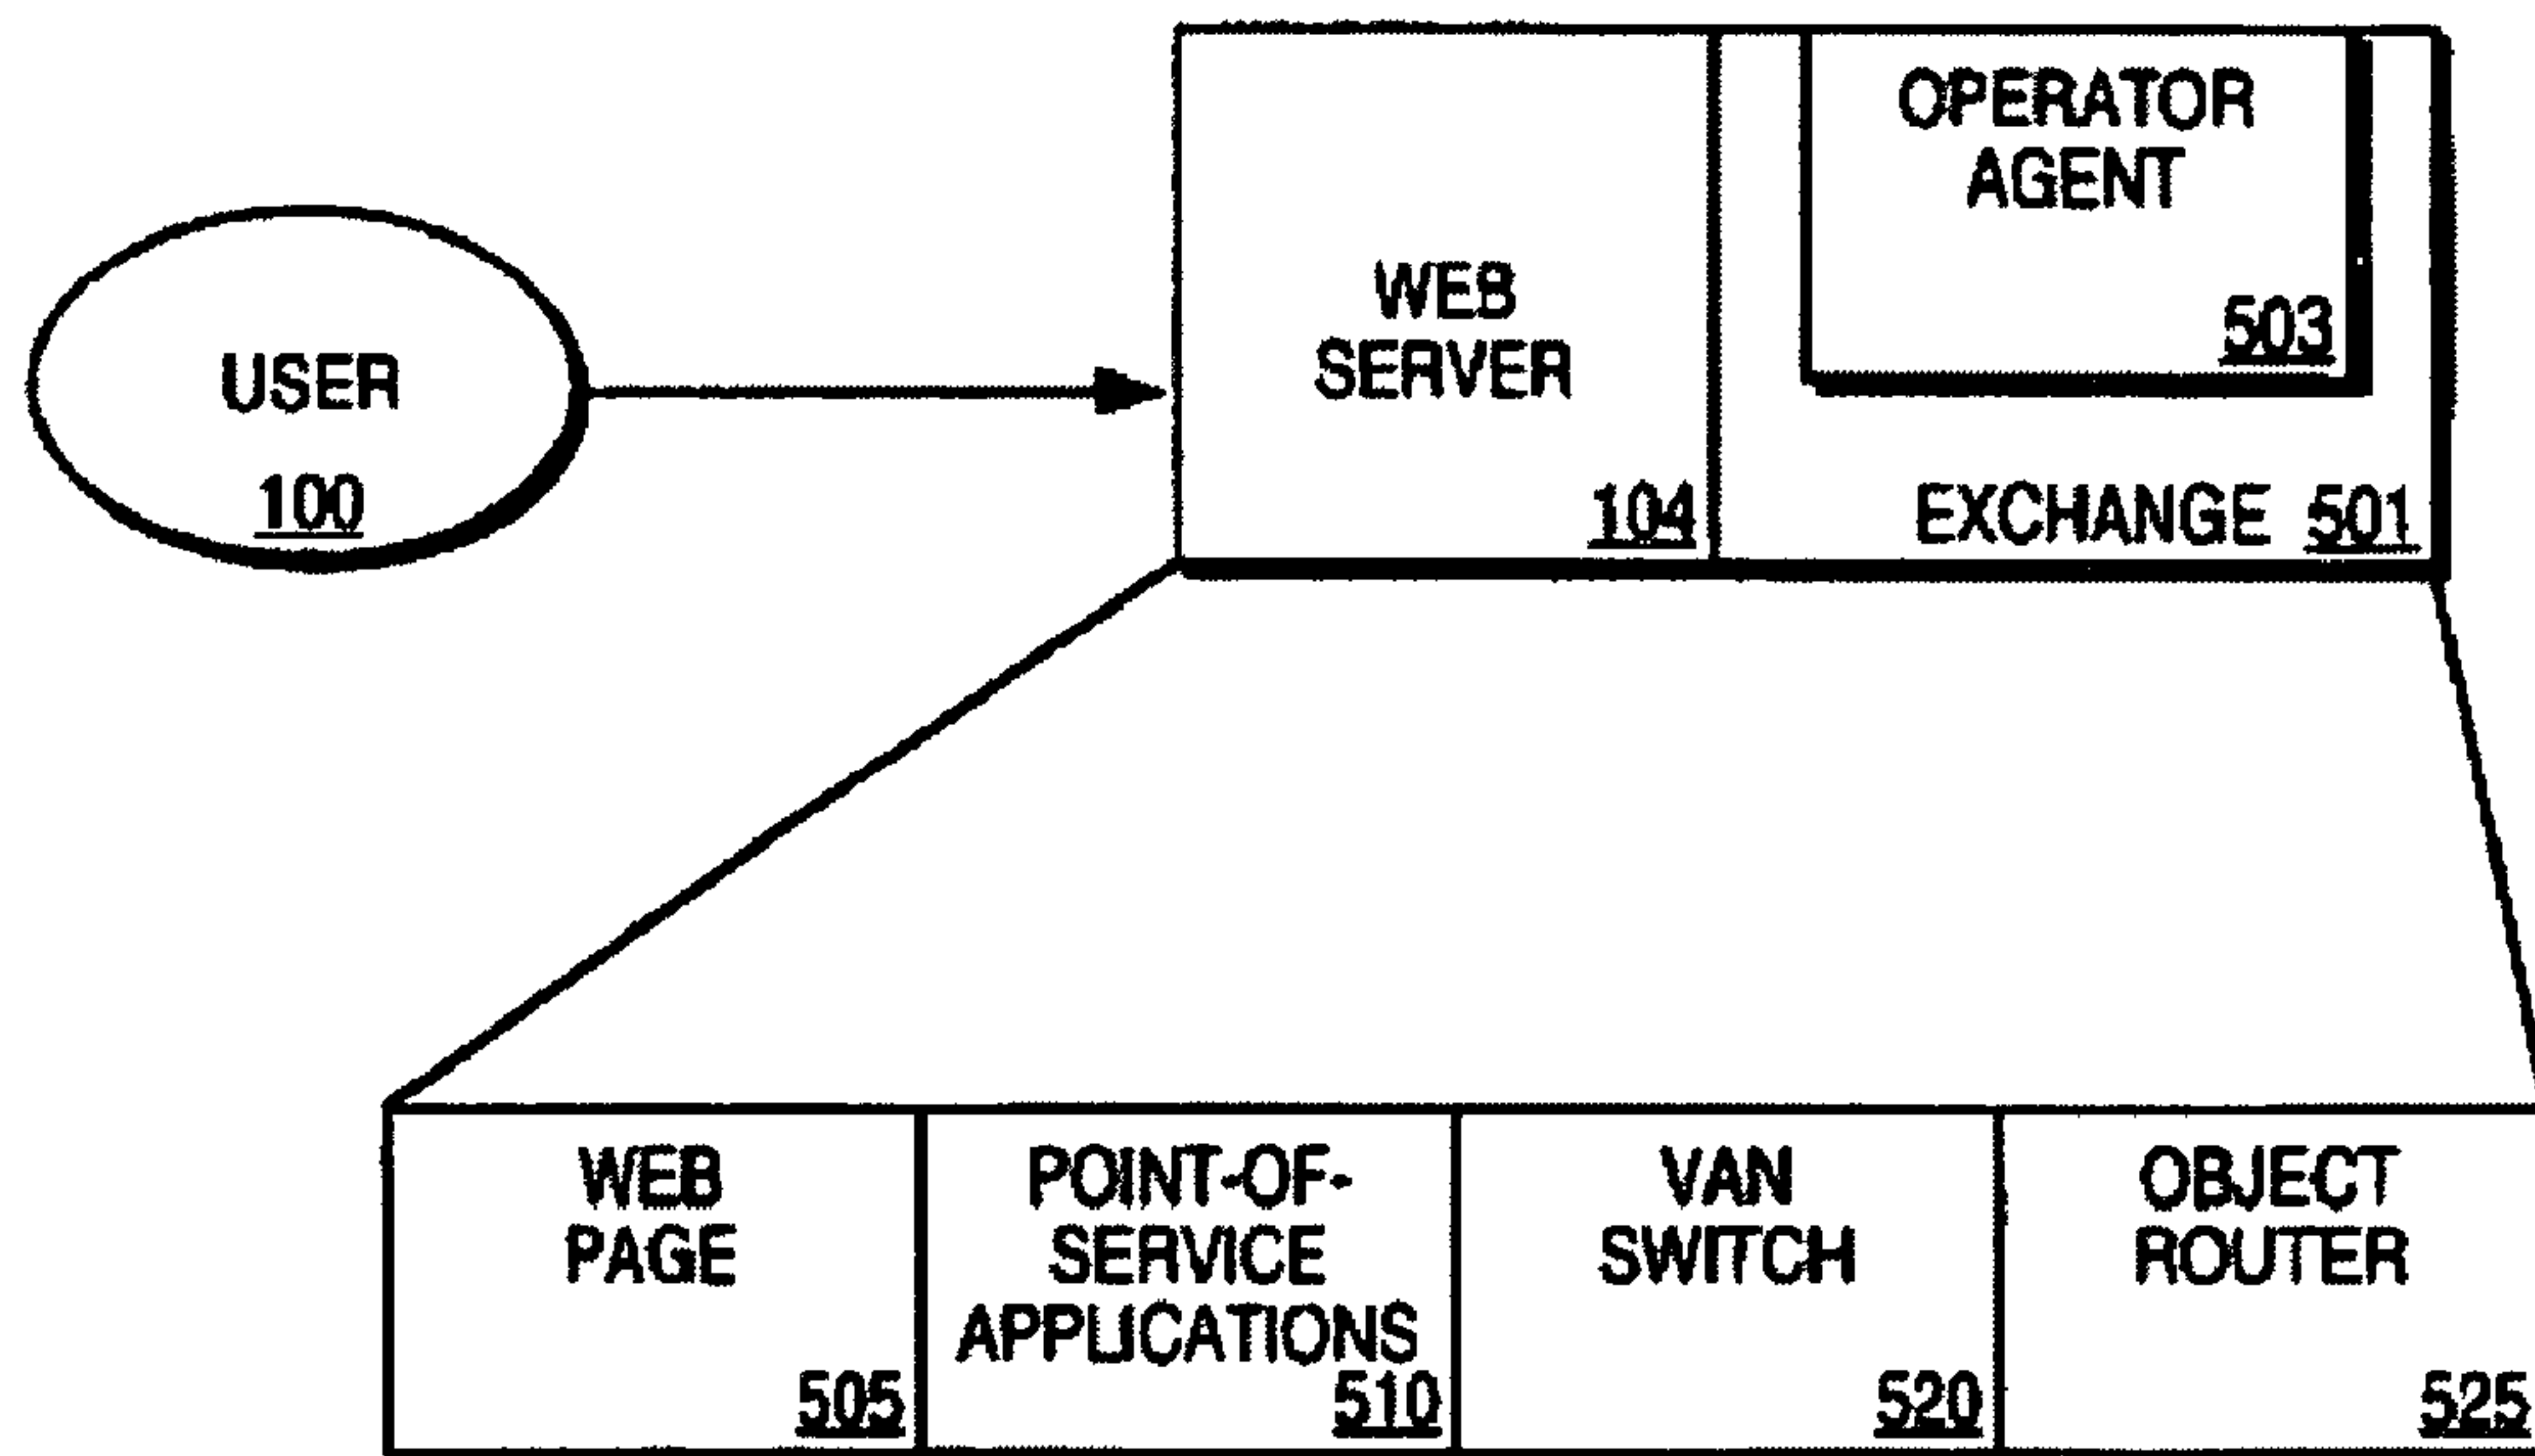 OPERATOR
AGENT
503
WEB
SERVER
104
USER
100
EXCHANGE 501
WEB
PAGE
505
POINT-OF-
SERVICE
APPLICATIONS
510
VAN
SWITCH
520
OBJECT
ROUTER
525